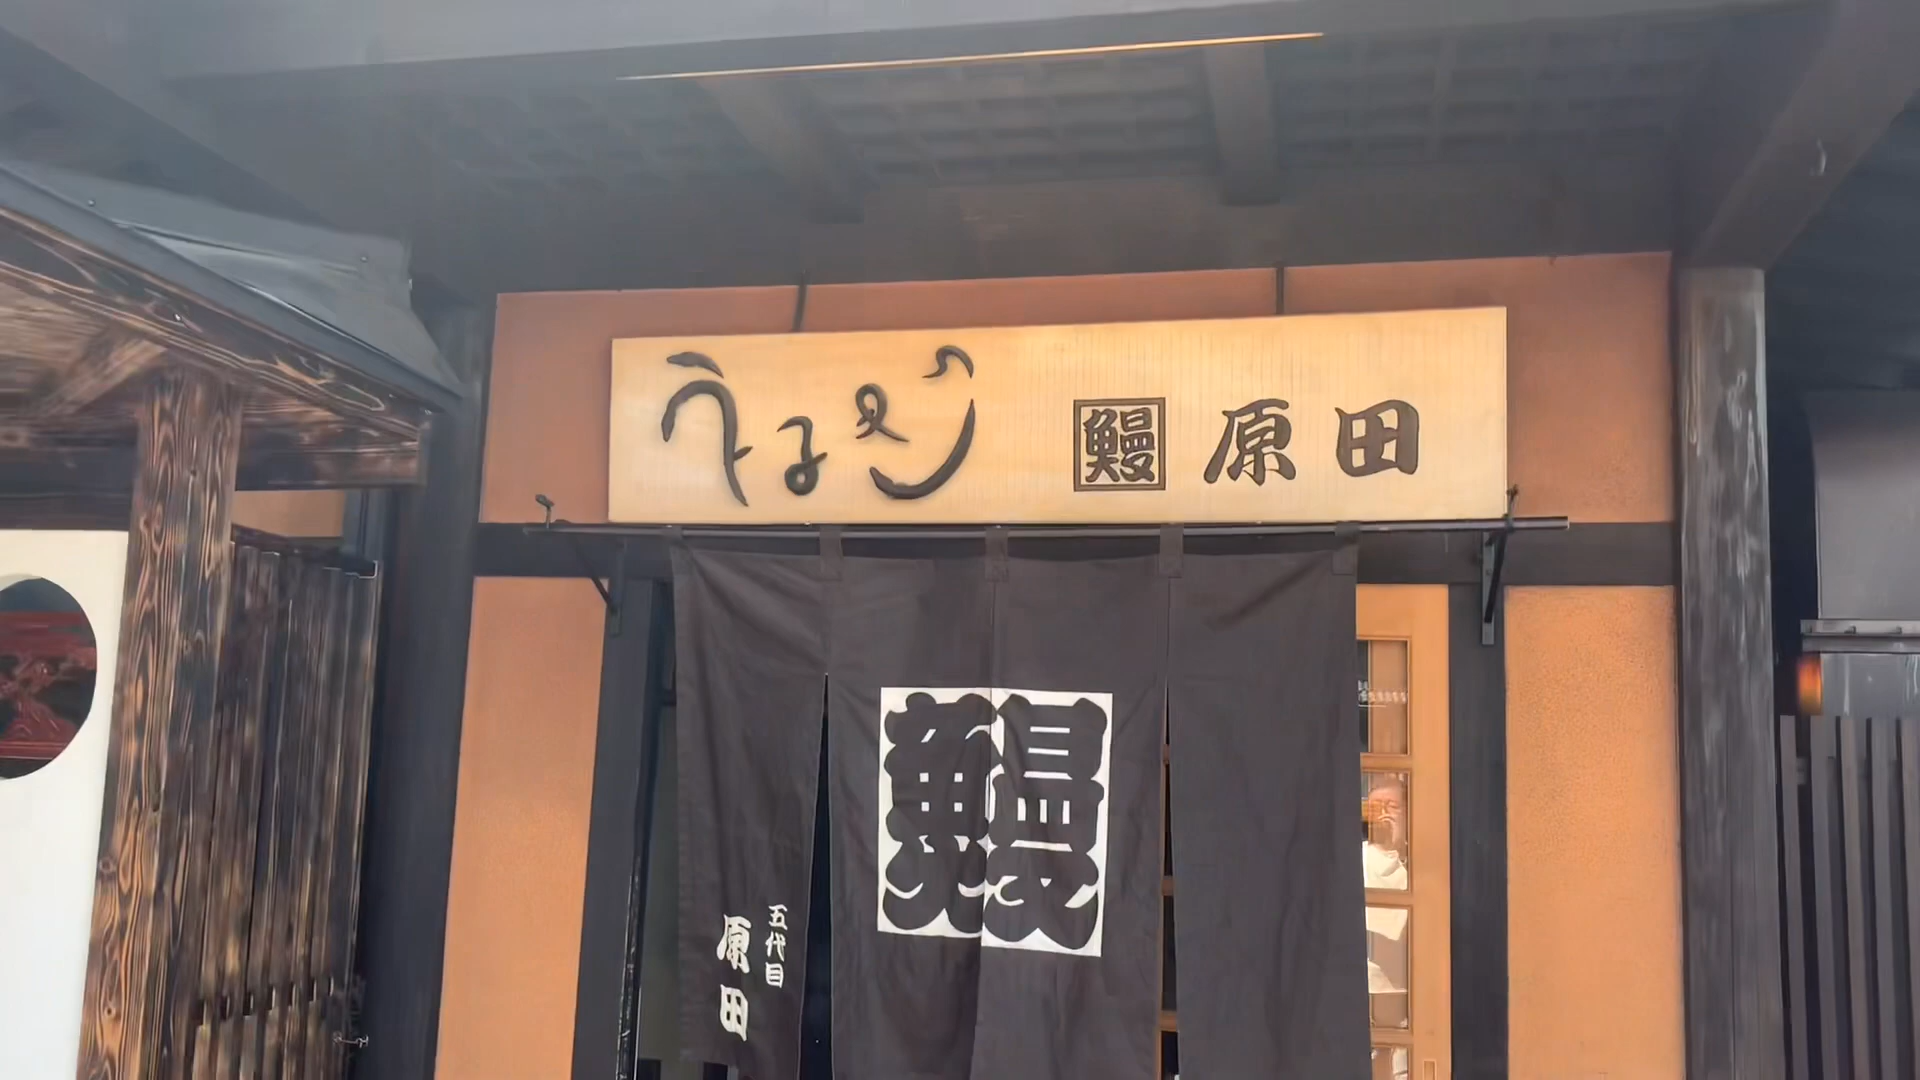 うなぎ 鰻 原田
鰻
五代目
原田